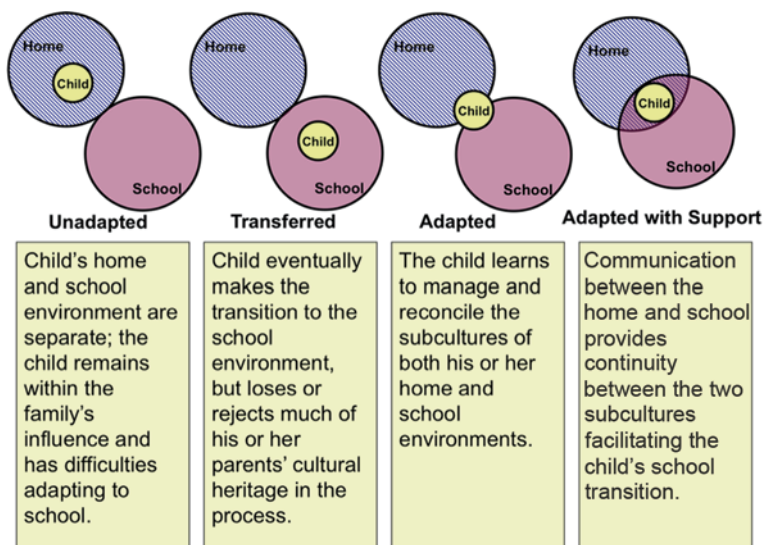 Home
Child
School
Unadapted
Child's home
and school
environment are
separate; the
child remains
within the
family's
influence and
has difficulties
adapting to
school.
Home
Child
School
Transferred
Child eventually
makes the
transition to the
school
environment,
but loses or
rejects much of
his or her
parents' cultural
heritage in the
process.
Home
Child
School
Adapted
The child learns
to manage and
reconcile the
subcultures of
both his or her
home and
school
environments.
Home
Child
School
Adapted with Support
Communication
between the
home and school
provides
continuity
between the two
subcultures
facilitating the
child's school
transition.